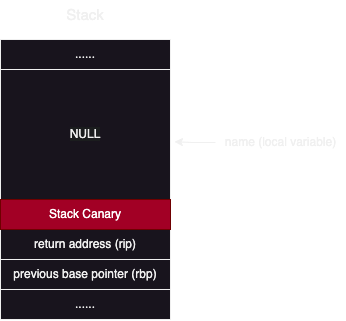 Stack
......
NULL
name (local variable)
Stack Canary
return address (rip)
previous base pointer (rbp)
......